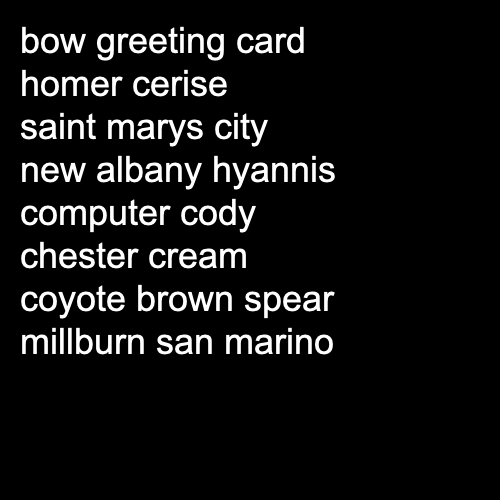 bow greeting card
homer cerise
saint marys city
new albany hyannis
computer cody
chester cream
coyote brown spear
millburn san marino